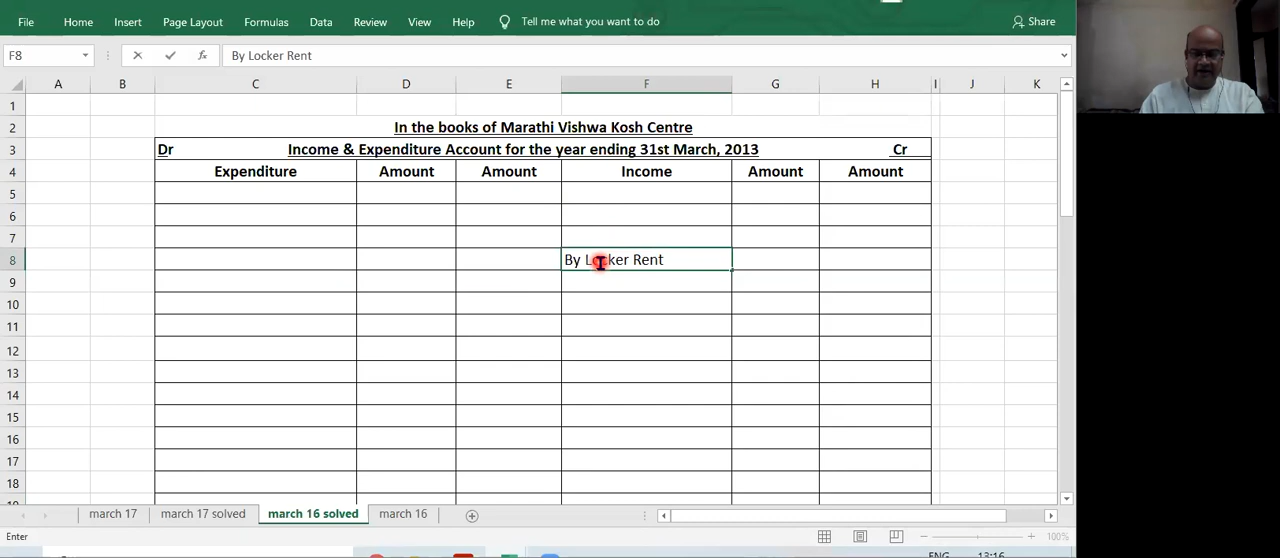 File Home Insert Page Layout Formulas Data Review View Help Tell me what you want to do Share
F8 fx By Locker Rent
A B C D E F G H I J K
1
2 In the books of Marathi Vishwa Kosh Centre
3 Dr Income & Expenditure Account for the year ending 31st March, 2013 Cr
4 Expenditure Amount Amount Income Amount Amount
5
6
7
8 By Locker Rent
9
10
11
12
13
14
15
16
17
18
march 17 march 17 solved march 16 solved march 16
Enter 100%
ENG 13:16